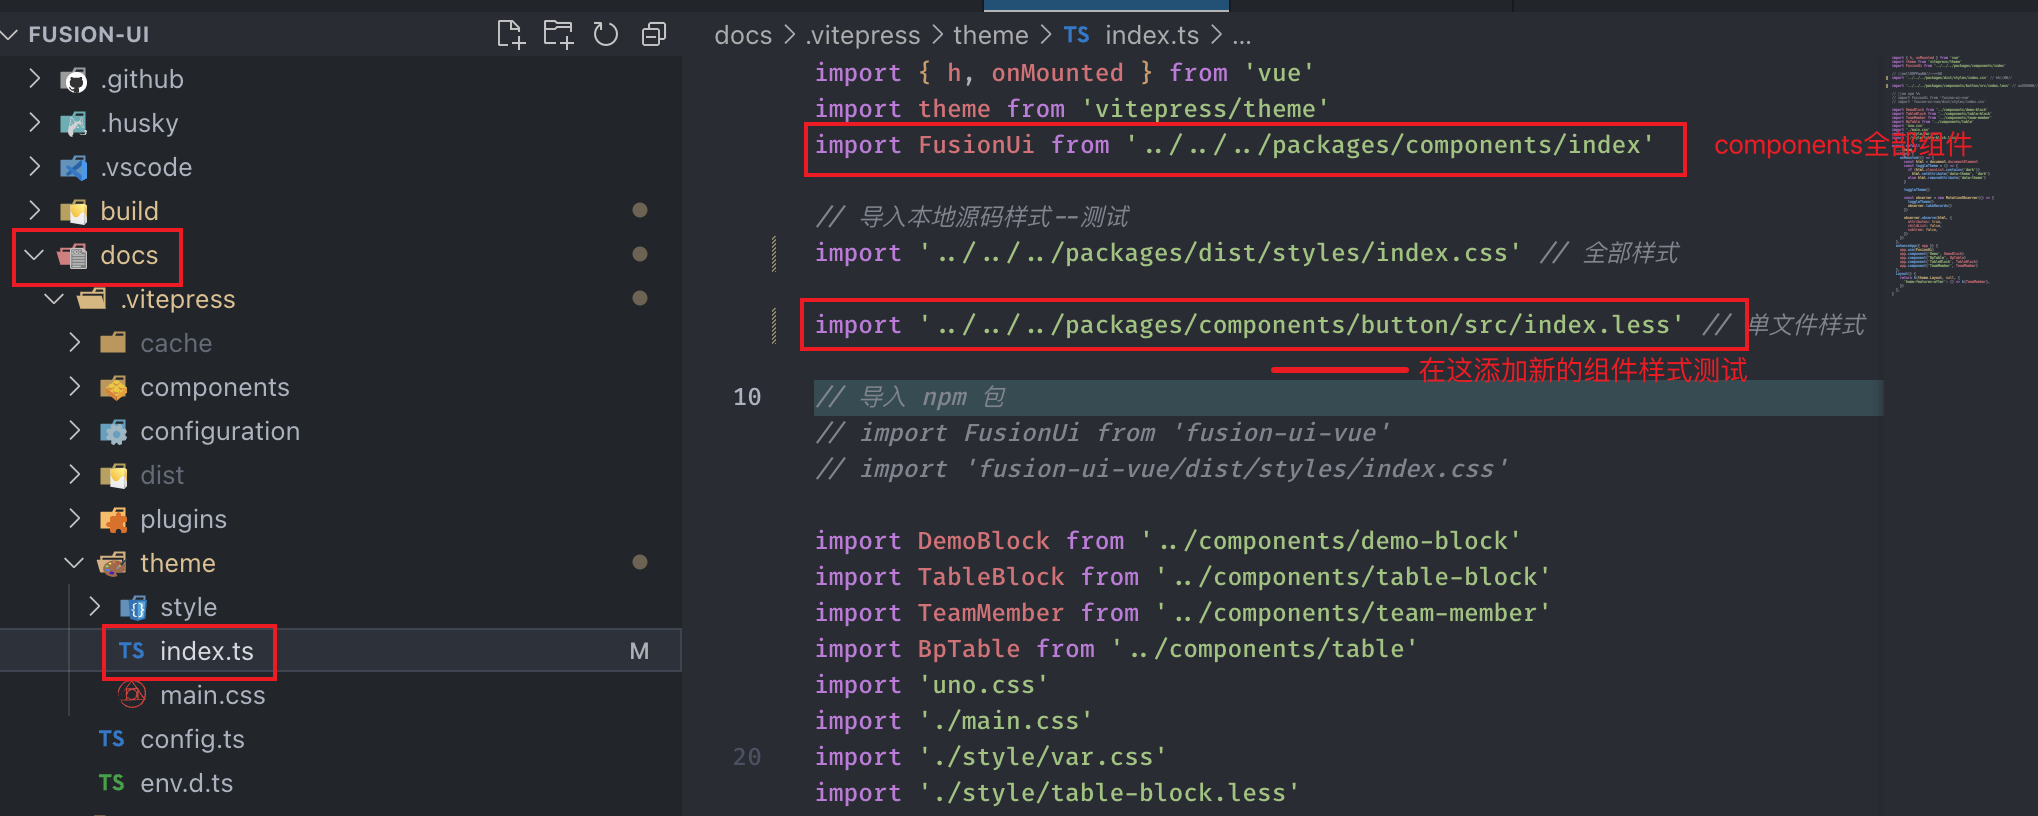 FUSION-UI
.github
.husky
.vscode
build
docs
.vitepress
cache
components
configuration
dist
plugins
theme
style
TS index.ts M
main.css
TS config.ts
TS env.d.ts
docs > .vitepress > theme > TS index.ts > ...
import { h, onMounted } from 'vue'
import theme from 'vitepress/theme'
import FusionUi from '../../../packages/components/index'
components全部组件
// 导入本地源码样式--测试
import '../../../packages/dist/styles/index.css' // 全部样式
import '../../../packages/components/button/src/index.less' // 单文件样式
在这添加新的组件样式测试
10 // 导入 npm 包
// import FusionUi from 'fusion-ui-vue'
// import 'fusion-ui-vue/dist/styles/index.css'
import DemoBlock from '../components/demo-block'
import TableBlock from '../components/table-block'
import TeamMember from '../components/team-member'
import BpTable from '../components/table'
import 'uno.css'
import './main.css'
20 import './style/var.css'
import './style/table-block.less'